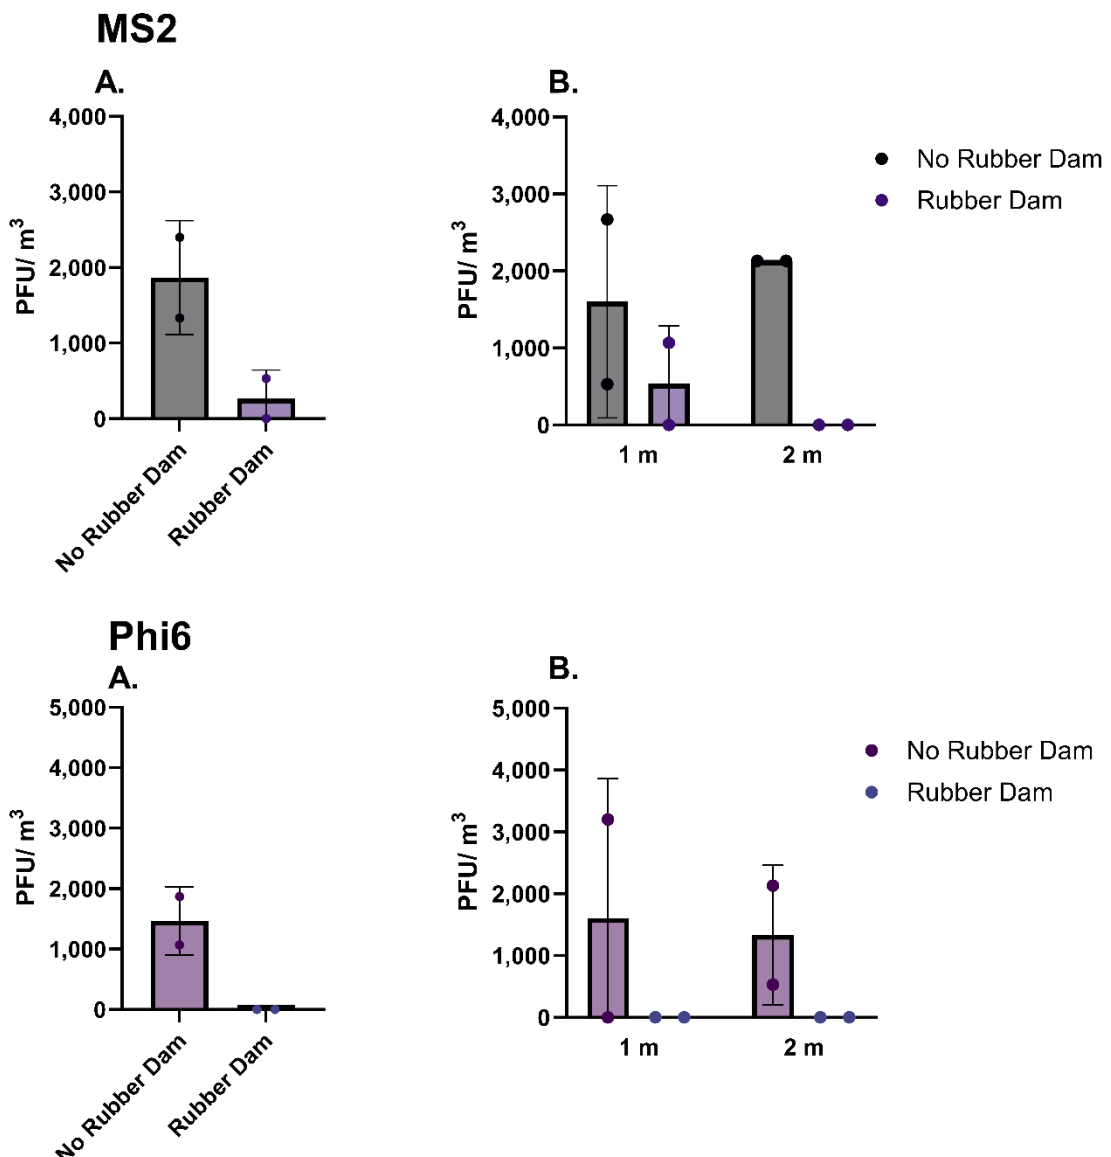 MS2
A.
4,000
3,000
2,000
1,000
0
PFU/ m³
No Rubber Dam
Rubber Dam
B.
4,000
3,000
2,000
1,000
0
PFU/ m³
1 m
2 m
No Rubber Dam
Rubber Dam
Phi6
A.
5,000
4,000
3,000
2,000
1,000
0
PFU/ m³
No Rubber Dam
Rubber Dam
B.
5,000
4,000
3,000
2,000
1,000
0
PFU/ m³
1 m
2 m
No Rubber Dam
Rubber Dam